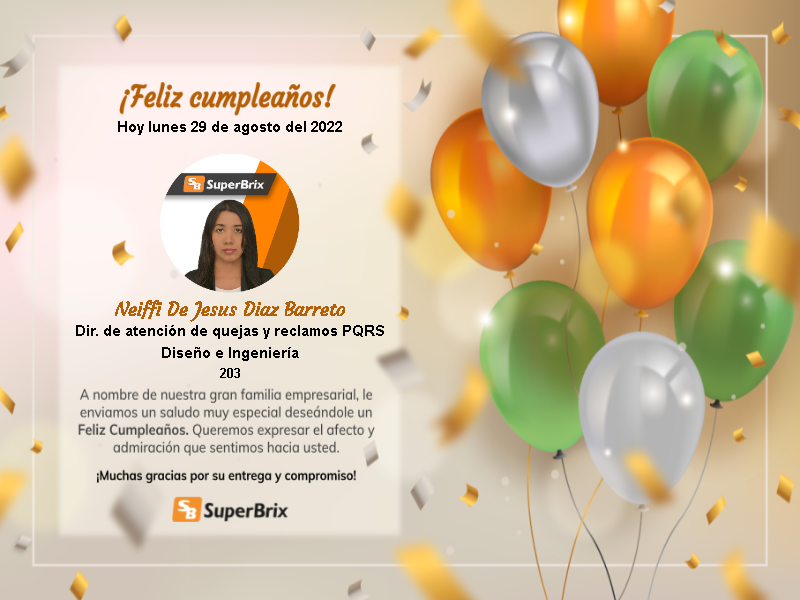 ¡Feliz cumpleaños!
Hoy lunes 29 de agosto del 2022
SB SuperBrix
Neiffi De Jesus Diaz Barreto
Dir. de atención de quejas y reclamos PQRS
Diseño e Ingeniería
203
A nombre de nuestra gran familia empresarial, le
enviamos un saludo muy especial deseándole un
Feliz Cumpleaños. Queremos expresar el afecto y
admiración que sentimos hacia usted.
¡Muchas gracias por su entrega y compromiso!
SB SuperBrix